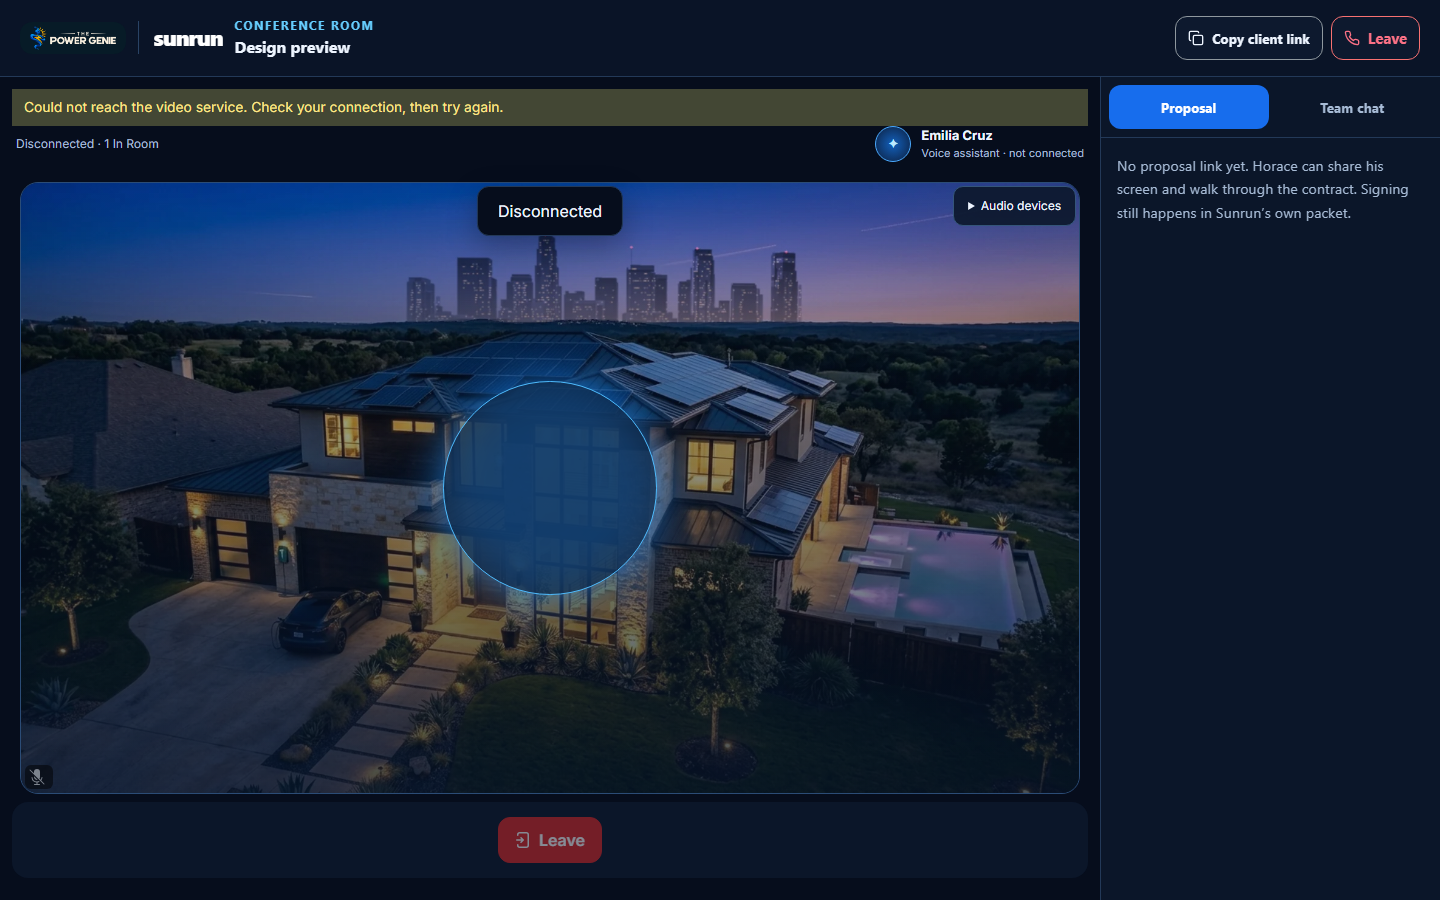 THE
POWER GENIE
sunrun
CONFERENCE ROOM
Design preview
Copy client link
Leave
Could not reach the video service. Check your connection, then try again.
Disconnected · 1 In Room
Emilia Cruz
Voice assistant · not connected
Disconnected
Audio devices
Leave
Proposal
Team chat
No proposal link yet. Horace can share his
screen and walk through the contract. Signing
still happens in Sunrun's own packet.